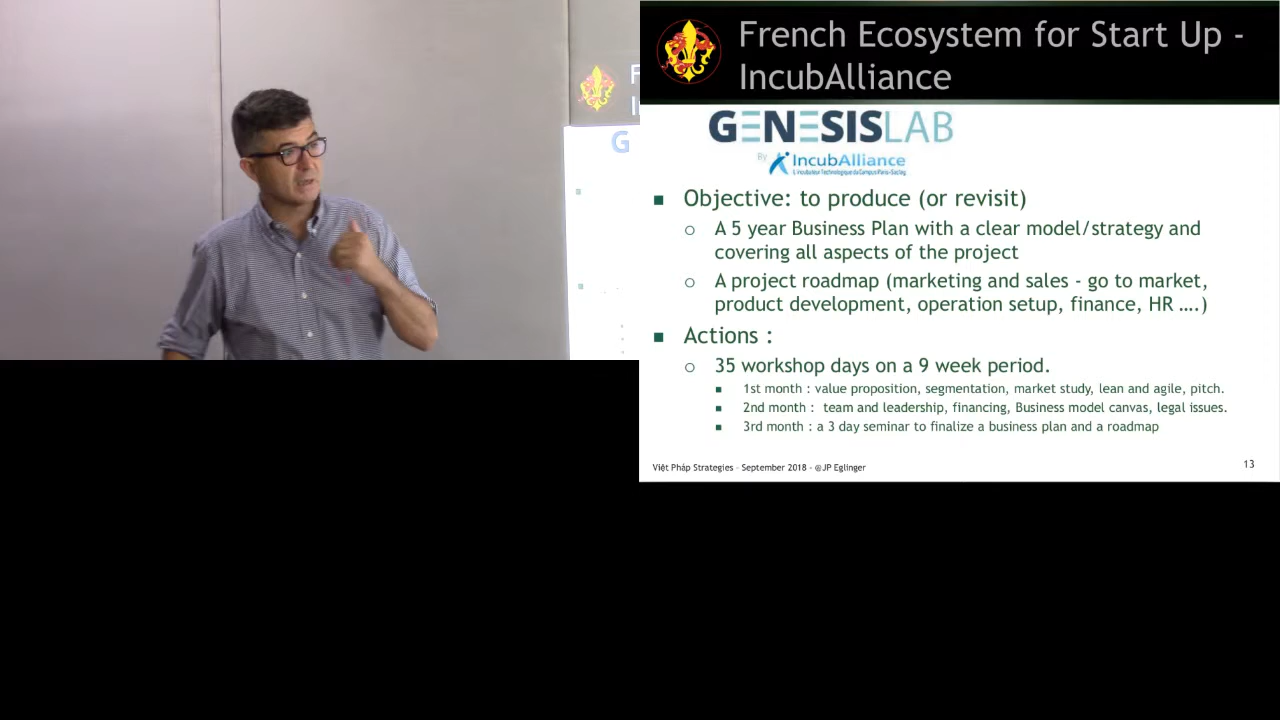 French Ecosystem for Start Up -
IncubAlliance
GENESISLAB
By IncubAlliance
L'incubateur Technologique du Campus Paris-Saclay
Objective: to produce (or revisit)
A 5 year Business Plan with a clear model/strategy and
covering all aspects of the project
A project roadmap (marketing and sales - go to market,
product development, operation setup, finance, HR ....)
Actions :
35 workshop days on a 9 week period.
1st month : value proposition, segmentation, market study, lean and agile, pitch.
2nd month : team and leadership, financing, Business model canvas, legal issues.
3rd month : a 3 day seminar to finalize a business plan and a roadmap
Việt Pháp Strategies - September 2018 - @JP Eglinger
13
G